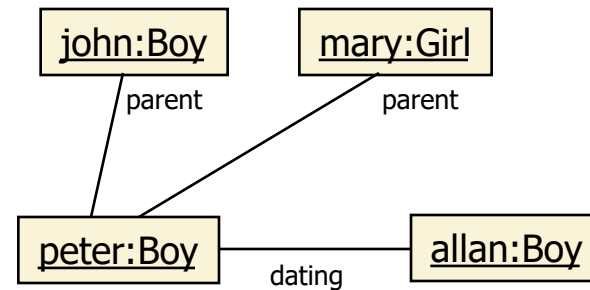 john:Boy
mary:Girl
parent
parent
peter:Boy
allan:Boy
dating